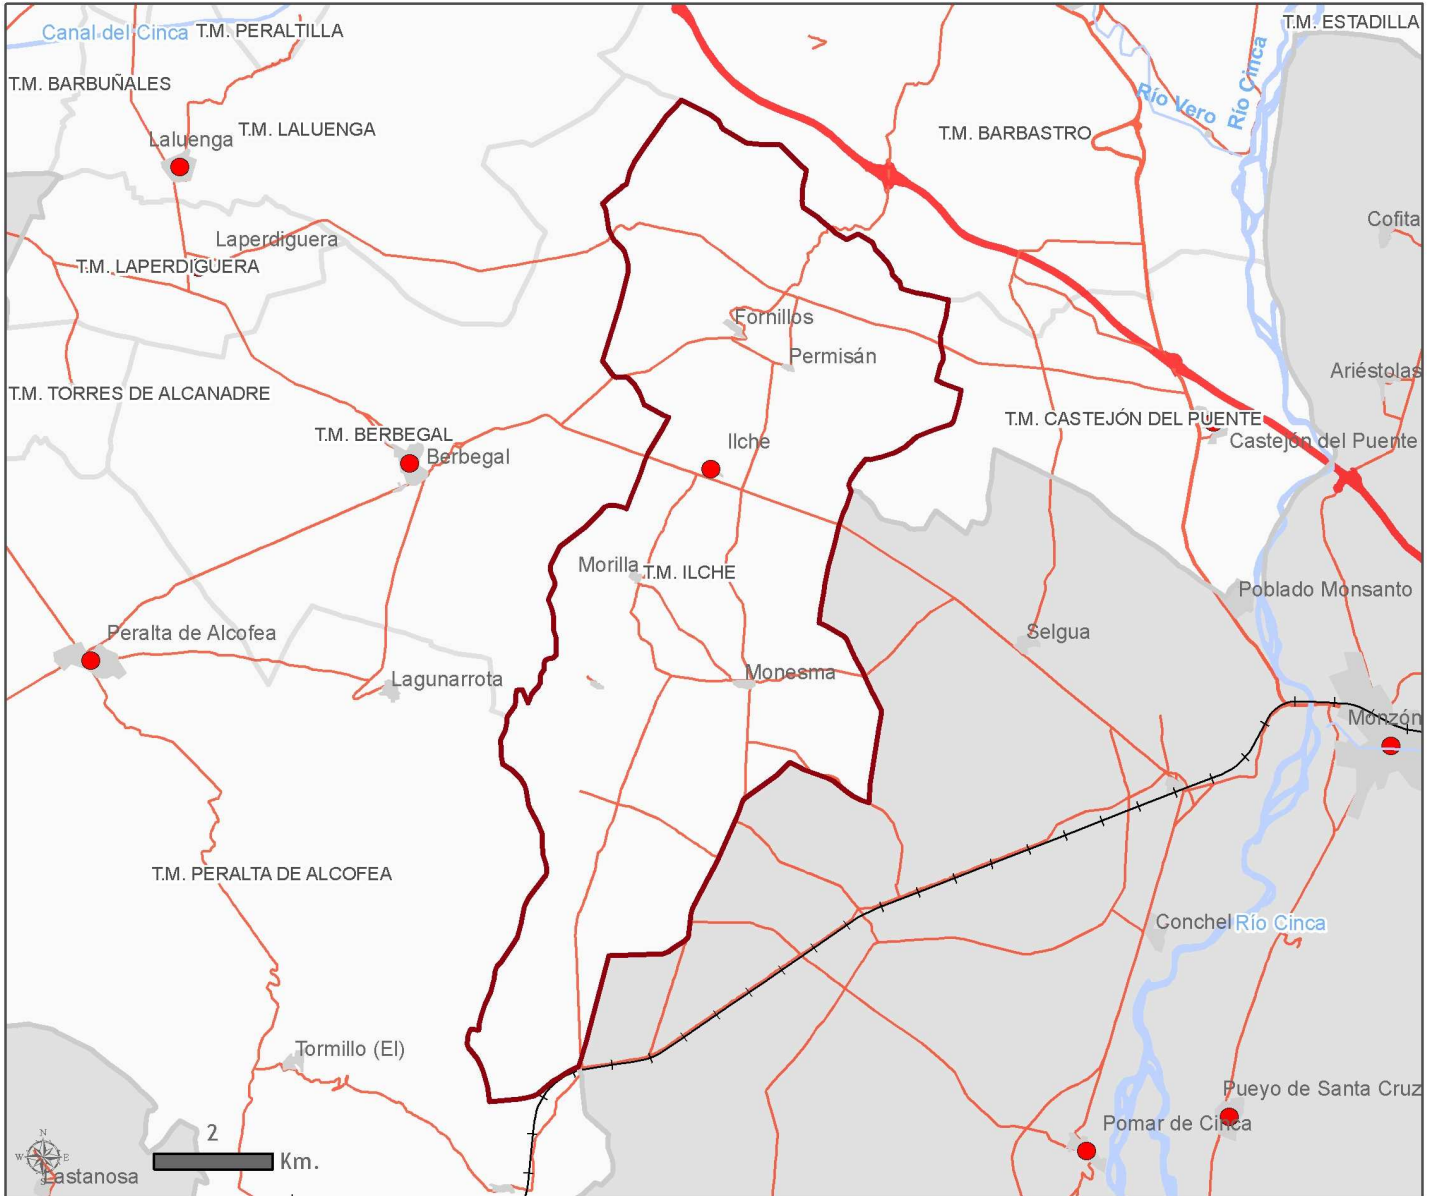 T.M. ESTADILLA
Canal del Cinca
T.M. PERALTILLA
T.M. BARBUÑALES
Río Cinca
Río Vero
Laluenga
T.M. LALUENGA
T.M. BARBASTRO
Cofita
Laperdiguera
T.M. LAPERDIGUERA
Fornillos
Permisán
Ariéstolas
T.M. TORRES DE ALCANADRE
T.M. CASTEJÓN DEL PUENTE
T.M. BERBEGAL
Ilche
Castejón del Puente
Berbegal
Morilla
T.M. ILCHE
Poblado Monsanto
Peralta de Alcofea
Selgua
Lagunarrota
Monesma
Monzón
T.M. PERALTA DE ALCOFEA
Conchel
Río Cinca
Tormillo (El)
Pueyo de Santa Cruz
Pomar de Cinca
2
Km.
N
W
E
S
Lastanosa